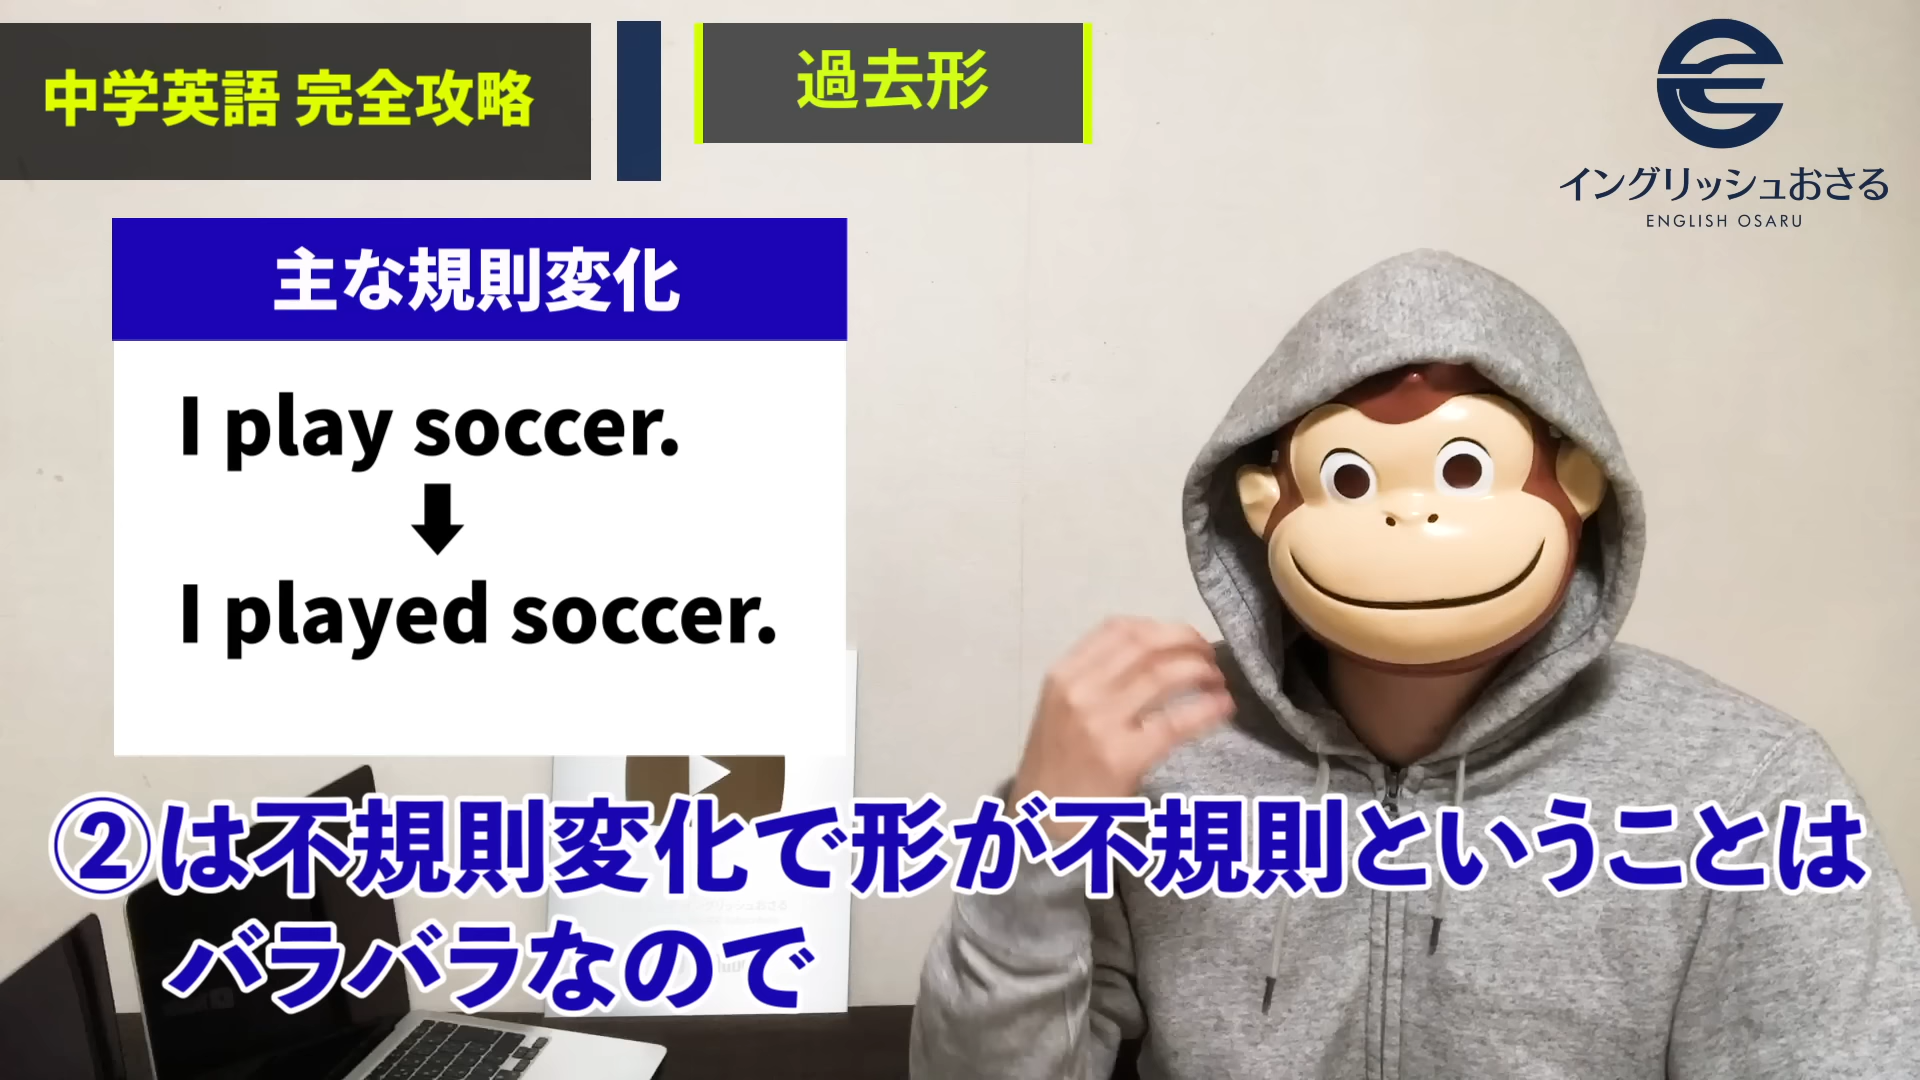 中学英語 完全攻略
過去形
イングリッシュおさる
ENGLISH OSARU
主な規則変化
I play soccer.
I played soccer.
②は不規則変化で形が不規則ということは
バラバラなので